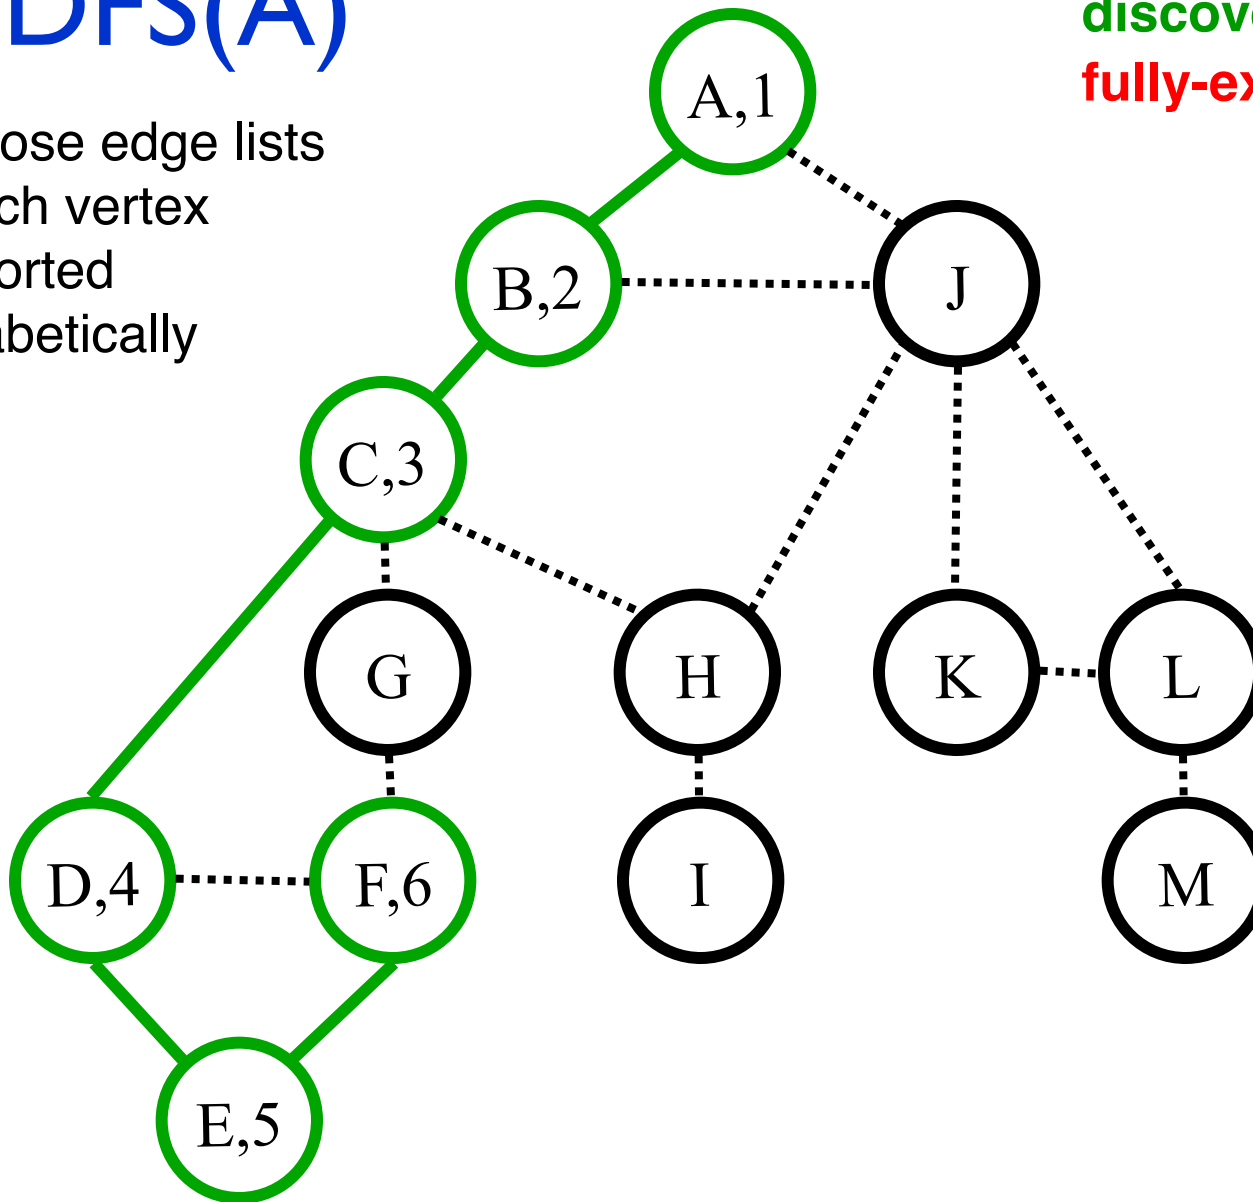 DFS(A)
discove
fully-ex
ose edge lists
ch vertex
orted
abetically
A,1
B,2
J
C,3
G
H
K
L
D,4
F,6
I
M
E,5